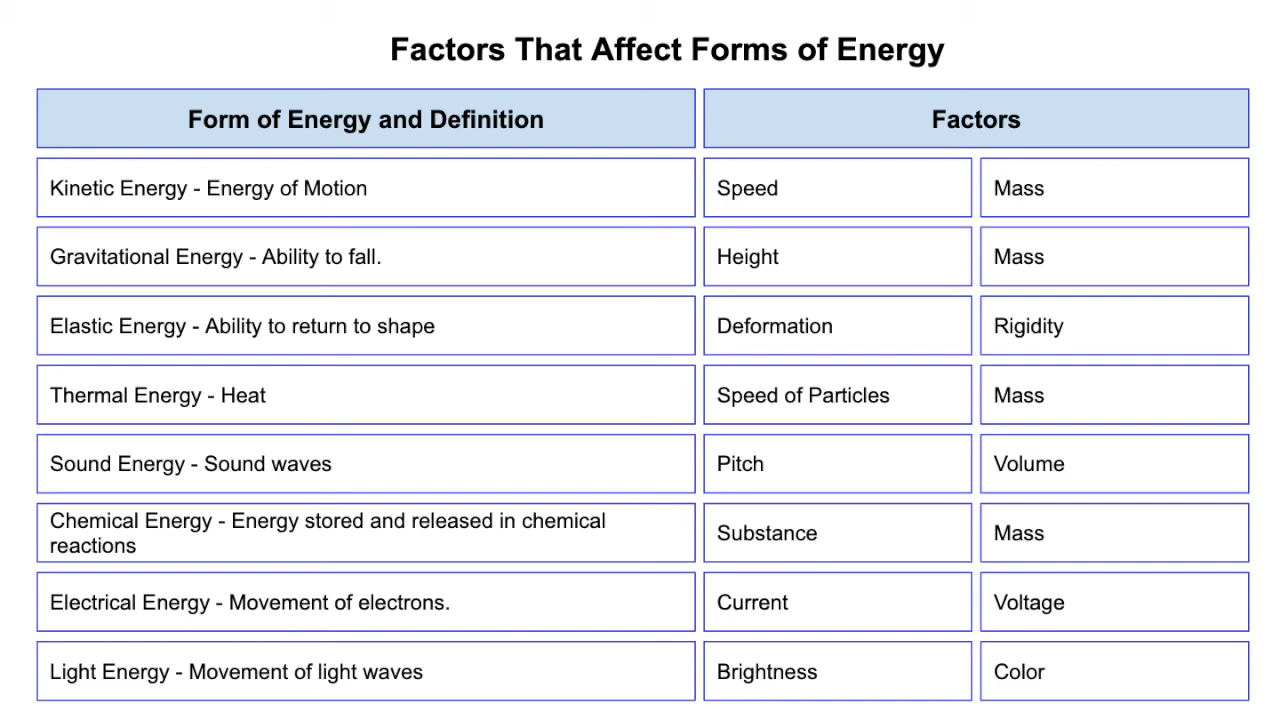 Factors That Affect Forms of Energy
Form of Energy and Definition
Factors
Kinetic Energy - Energy of Motion
Speed
Mass
Gravitational Energy - Ability to fall.
Height
Mass
Elastic Energy - Ability to return to shape
Deformation
Rigidity
Thermal Energy - Heat
Speed of Particles
Mass
Sound Energy - Sound waves
Pitch
Volume
Chemical Energy - Energy stored and released in chemical
reactions
Substance
Mass
Electrical Energy - Movement of electrons.
Current
Voltage
Light Energy - Movement of light waves
Brightness
Color